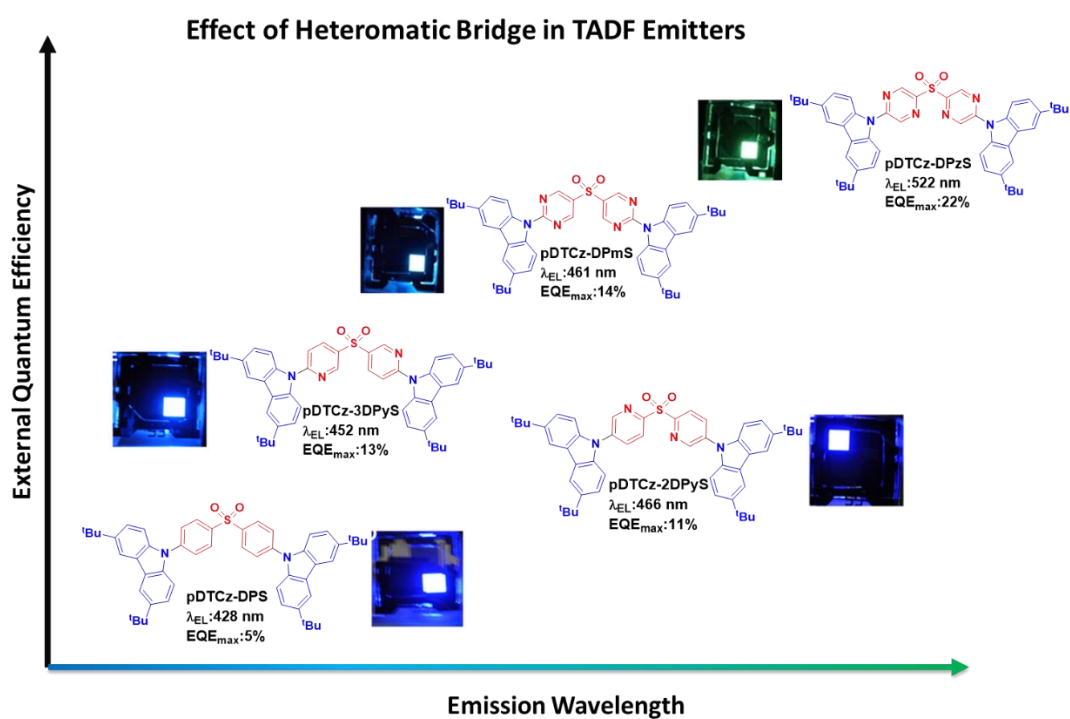 Effect of Heteromatic Bridge in TADF Emitters
External Quantum Efficiency
O O
S
N N
N N
N N
ᵗBu ᵗBu
ᵗBu ᵗBu
pDTCz-DPzS
λEL:522 nm
EQEmax:22%
O O
S
N N
N N
N N
ᵗBu ᵗBu
ᵗBu ᵗBu
pDTCz-DPmS
λEL:461 nm
EQEmax:14%
O O
S
N N
N N
ᵗBu ᵗBu
ᵗBu ᵗBu
pDTCz-3DPyS
λEL:452 nm
EQEmax:13%
O O
S
N N
N N
ᵗBu ᵗBu
ᵗBu ᵗBu
pDTCz-2DPyS
λEL:466 nm
EQEmax:11%
O O
S
N N
ᵗBu ᵗBu
ᵗBu ᵗBu
pDTCz-DPS
λEL:428 nm
EQEmax:5%
Emission Wavelength